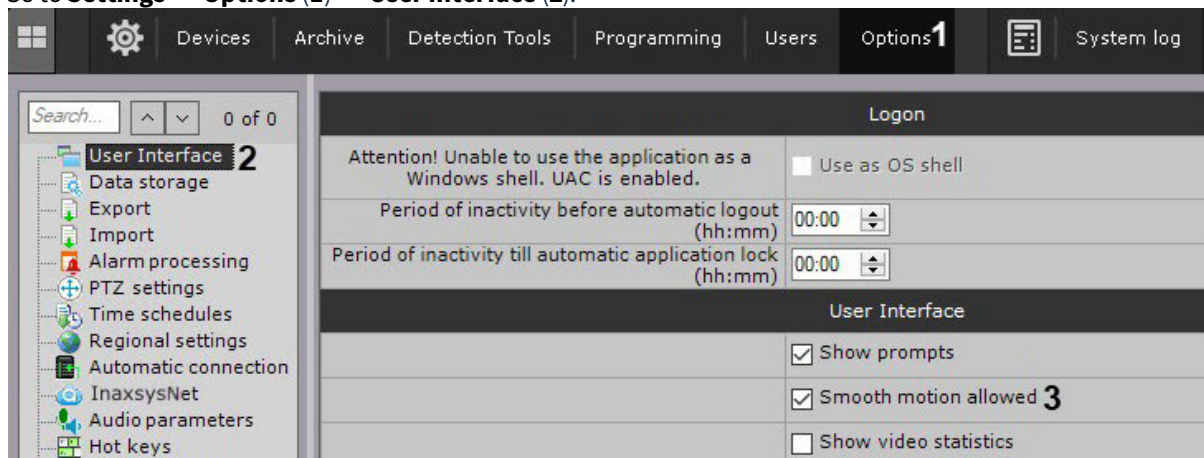 Go to Settings -> Options (1) -> User Interface (2).
Devices Archive Detection Tools Programming Users Options 1 System log
Search... 0 of 0
User Interface 2
Data storage
Export
Import
Alarm processing
PTZ settings
Time schedules
Regional settings
Automatic connection
InaxsysNet
Audio parameters
Hot keys
Logon
Attention! Unable to use the application as a
Windows shell. UAC is enabled.
Use as OS shell
Period of inactivity before automatic logout
(hh:mm)
00:00
Period of inactivity till automatic application lock
(hh:mm)
00:00
User Interface
Show prompts
Smooth motion allowed 3
Show video statistics